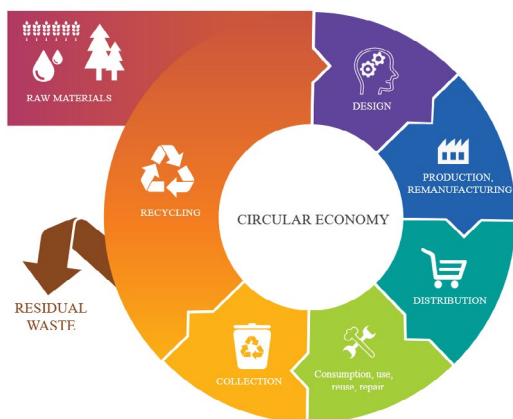 RAW MATERIALS
DESIGN
PRODUCTION,
REMANUFACTURING
RECYCLING
CIRCULAR ECONOMY
DISTRIBUTION
RESIDUAL
WASTE
COLLECTION
Consumption, use,
reuse, repair